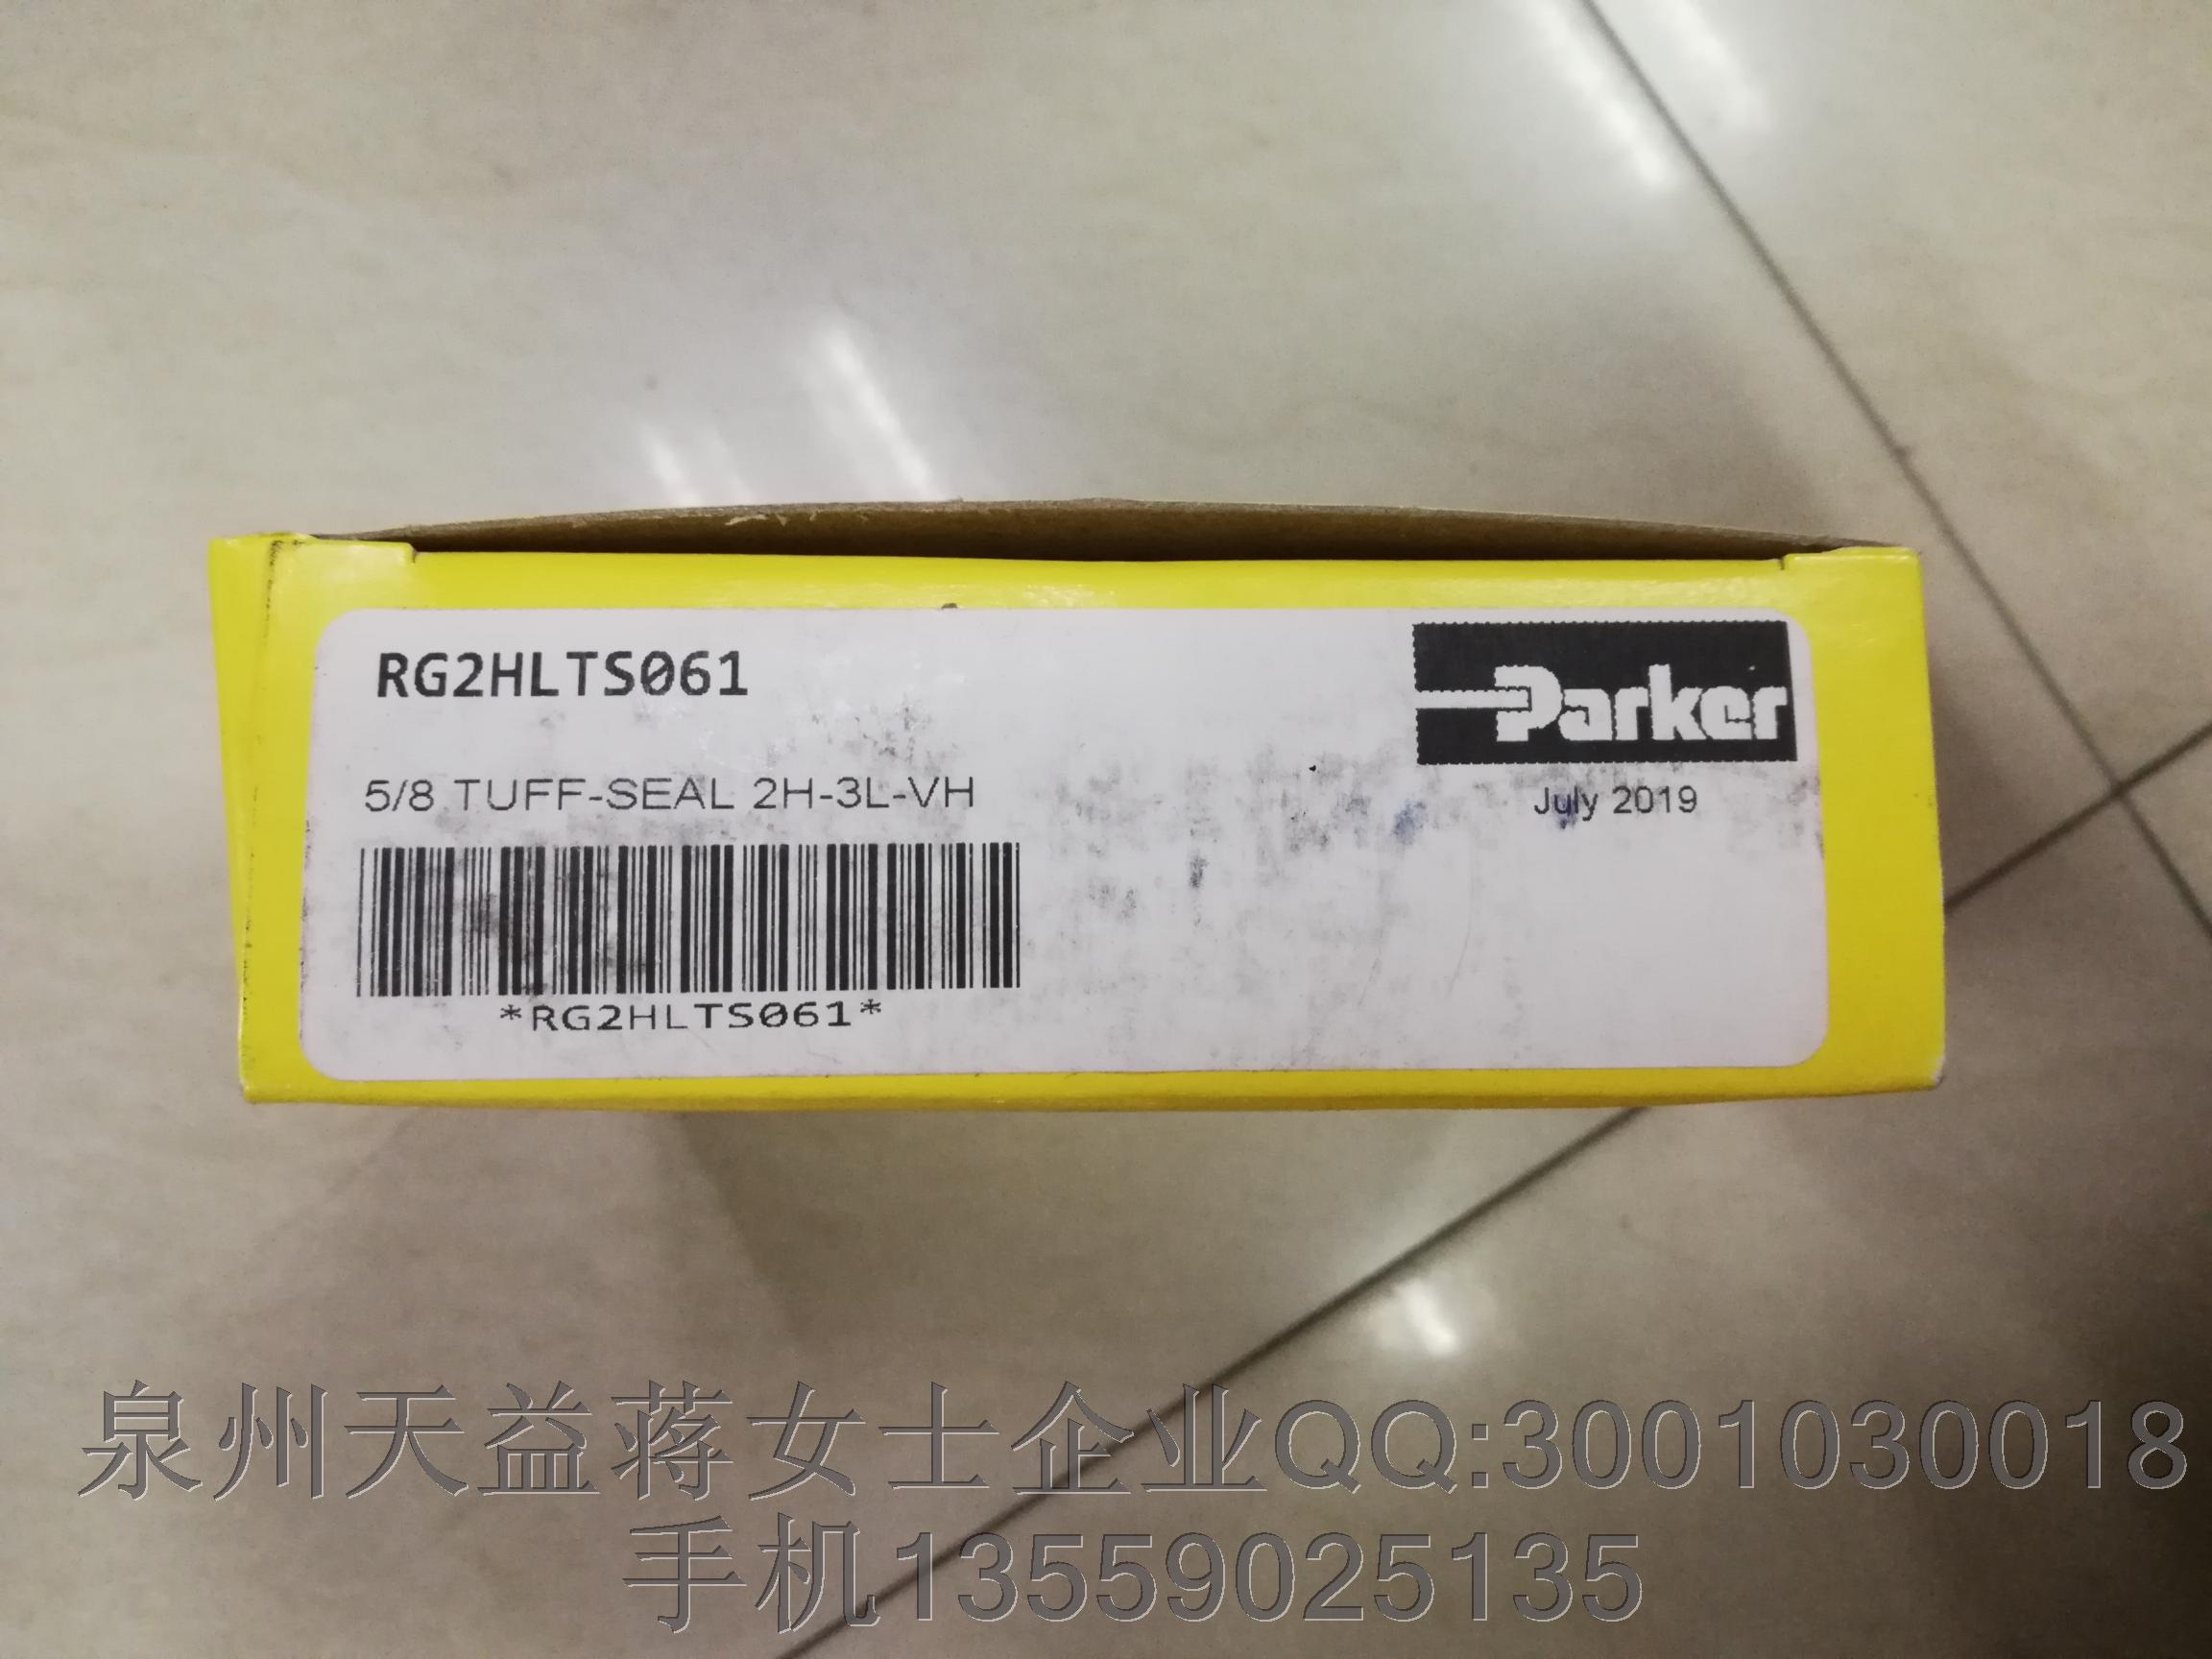 RG2HLTS061
Parker
5/8 TUFF-SEAL 2H-3L-VH
July 2019
*RG2HLTS061*
泉州天益蒋女士企业QQ:3001030018
手机13559025135